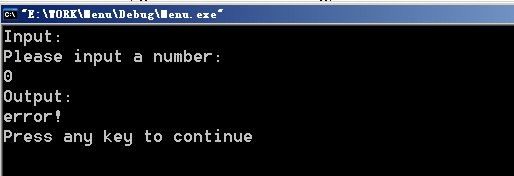 "E:\WORK\Menu\Debug\Menu.exe"
Input:
Please input a number:
0
Output:
error!
Press any key to continue